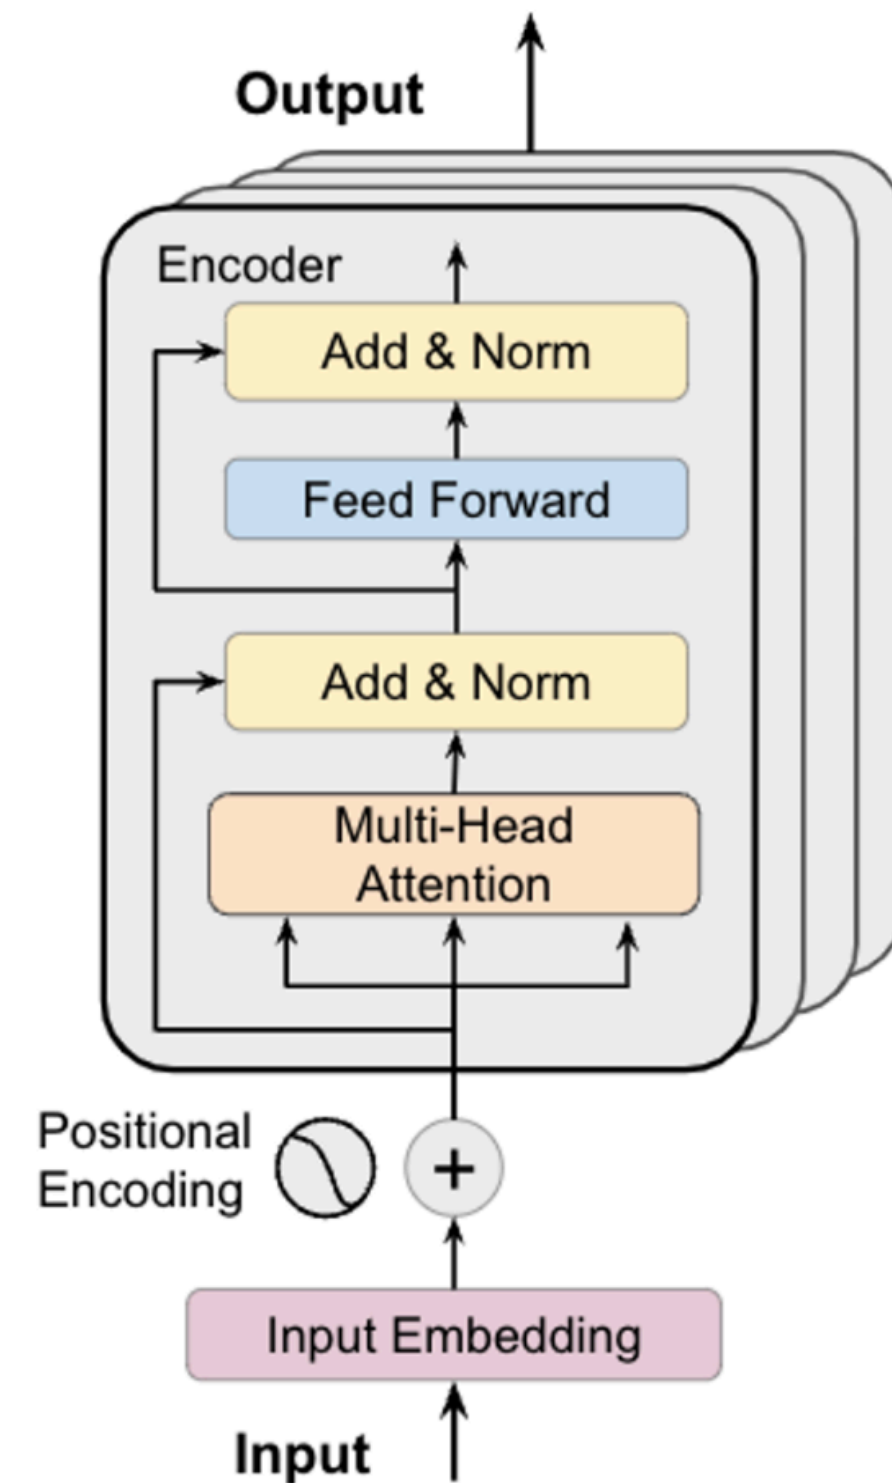 Output
Encoder
Add & Norm
Feed Forward
Add & Norm
Multi-Head
Attention
Positional
Encoding
+
Input Embedding
Input